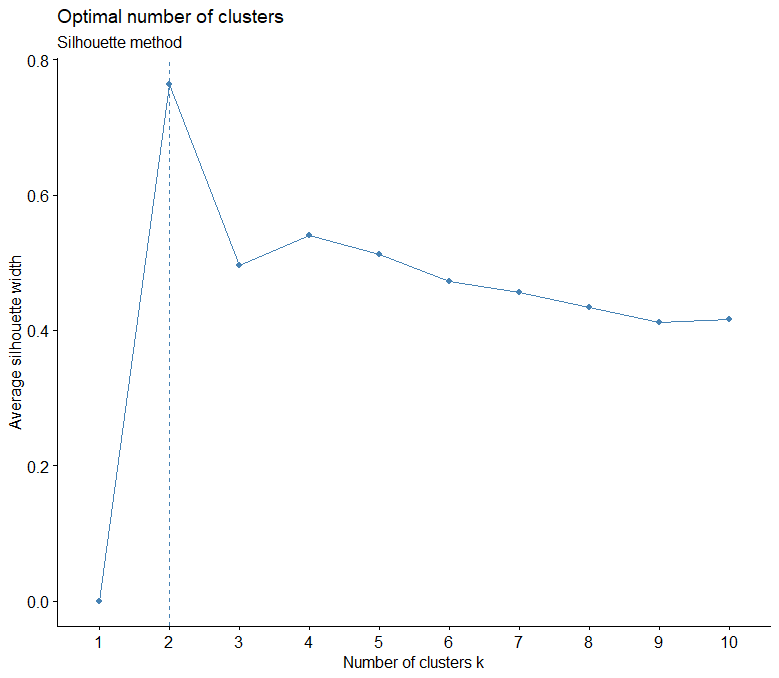 Optimal number of clusters
Silhouette method
0.8
0.6
0.4
0.2
0.0
Average silhouette width
1 2 3 4 5 6 7 8 9 10
Number of clusters k